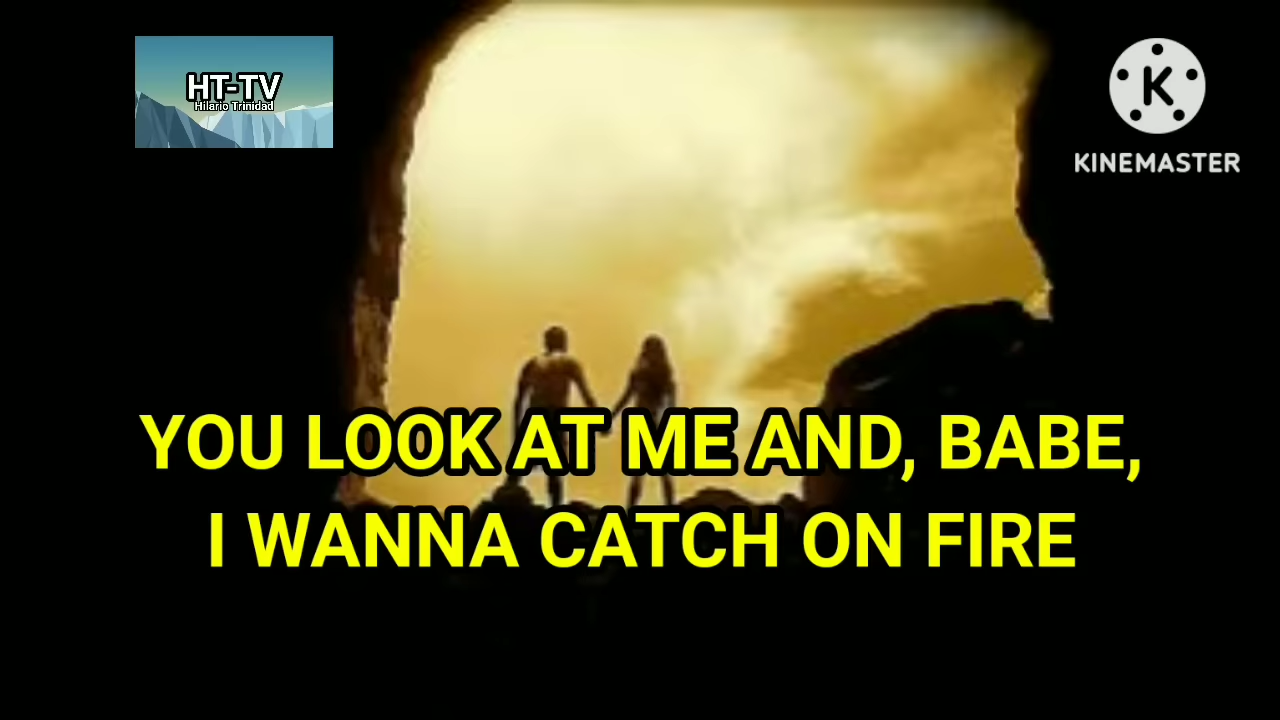 HT-TV
Hilario Trinidad
K
KINEMASTER
YOU LOOK AT ME AND, BABE,
I WANNA CATCH ON FIRE